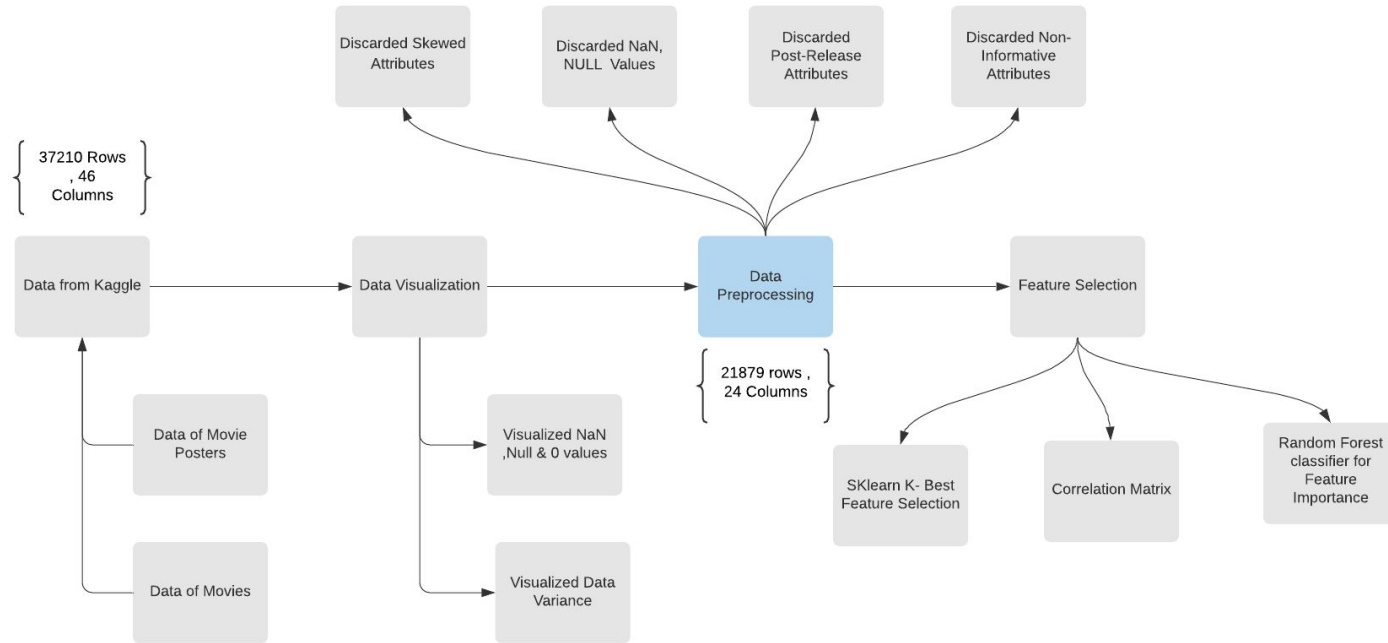 Discarded Skewed
Attributes
Discarded NaN,
NULL Values
Discarded
Post-Release
Attributes
Discarded Non-
Informative
Attributes
37210 Rows
, 46
Columns
Data from Kaggle
Data Visualization
Data
Preprocessing
Feature Selection
21879 rows ,
24 Columns
Data of Movie
Posters
Visualized NaN
,Null & 0 values
SKlearn K- Best
Feature Selection
Correlation Matrix
Random Forest
classifier for
Feature
Importance
Data of Movies
Visualized Data
Variance